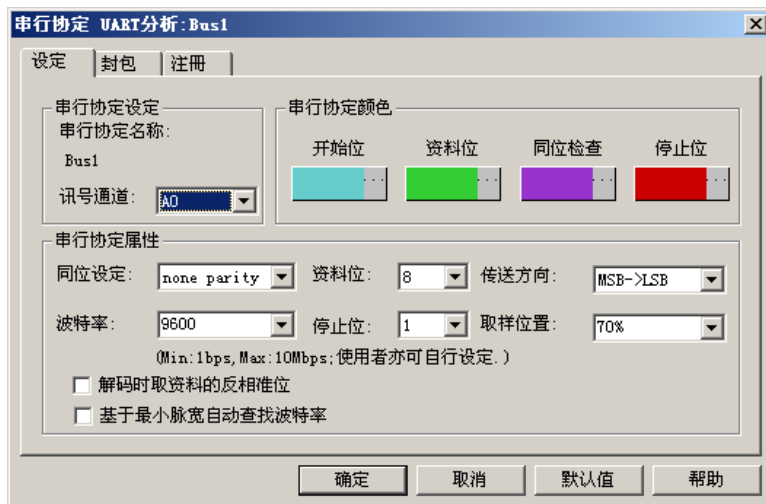 串行协定 UART分析:Bus1
设定 封包 注冊
串行协定设定
串行协定名称:
Bus1
讯号通道: A0
串行协定颜色
开始位 资料位 同位检查 停止位
... ... ... ...
串行协定属性
同位设定: none parity 资料位: 8 传送方向: MSB->LSB
波特率: 9600 停止位: 1 取样位置: 70%
(Min:1bps,Max:10Mbps;使用者亦可自行设定.)
解码时取资料的反相准位
基于最小脉宽自动查找波特率
确定 取消 默认值 帮助